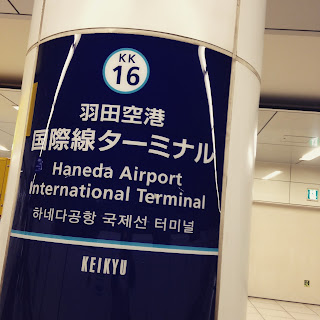 KK
16
羽田空港
国際線ターミナル
Haneda Airport
International Terminal
하네다공항 국제선 터미널
KEIKYU